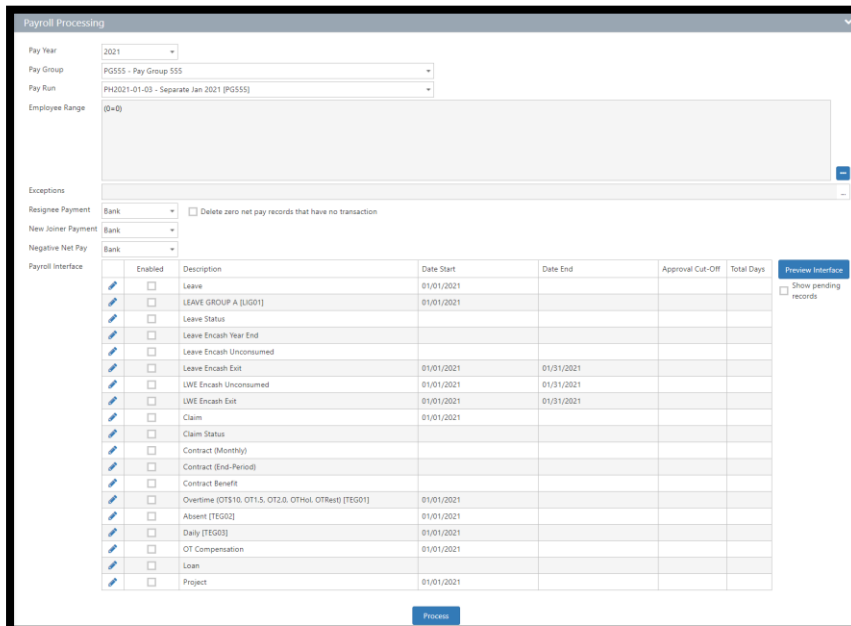 Payroll Processing
Pay Year 2021
Pay Group PG555 - Pay Group 555
Pay Run PH2021-01-03 - Separate Jan 2021 [PG555]
Employee Range (0=0)
Exceptions ...
Resignee Payment Bank Delete zero net pay records that have no transaction
New Joiner Payment Bank
Negative Net Pay Bank
Payroll Interface Enabled Description Date Start Date End Approval Cut-Off Total Days Preview Interface
Leave 01/01/2021 Show pending
LEAVE GROUP A [LIG01] 01/01/2021 records
Leave Status
Leave Encash Year End
Leave Encash Unconsumed
Leave Encash Exit 01/01/2021 01/31/2021
LWE Encash Unconsumed 01/01/2021 01/31/2021
LWE Encash Exit 01/01/2021 01/31/2021
Claim 01/01/2021
Claim Status
Contract (Monthly)
Contract (End-Period)
Contract Benefit
Overtime (OT$10, OT1.5, OT2.0, OTHol, OTRest) [TEG01] 01/01/2021
Absent [TEG02] 01/01/2021
Daily [TEG03] 01/01/2021
OT Compensation 01/01/2021
Loan
Project 01/01/2021
Process